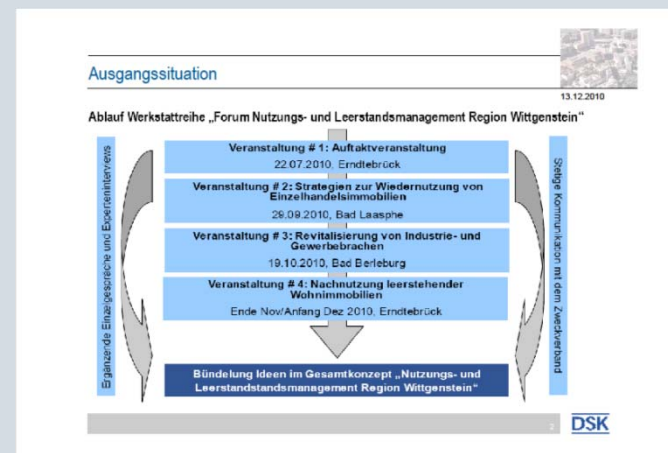 Ausgangssituation
13.12.2010
Ablauf Werkstattreihe „Forum Nutzungs- und Leerstandsmanagement Region Wittgenstein“
Ergänzende Einzelgespräche und Experteninterviews
Veranstaltung # 1: Auftaktveranstaltung
22.07.2010, Erndtebrück
Veranstaltung # 2: Strategien zur Wiedernutzung von
Einzelhandelsimmobilien
29.09.2010, Bad Laasphe
Veranstaltung # 3: Revitalisierung von Industrie- und
Gewerbebrachen
19.10.2010, Bad Berleburg
Veranstaltung # 4: Nachnutzung leerstehender
Wohnimmobilien
Ende Nov/Anfang Dez 2010, Erndtebrück
Stetige Kommunikation mit dem Zweckverband
Bündelung Ideen im Gesamtkonzept „Nutzungs- und
Leerstandstandsmanagement Region Wittgenstein“
2
DSK